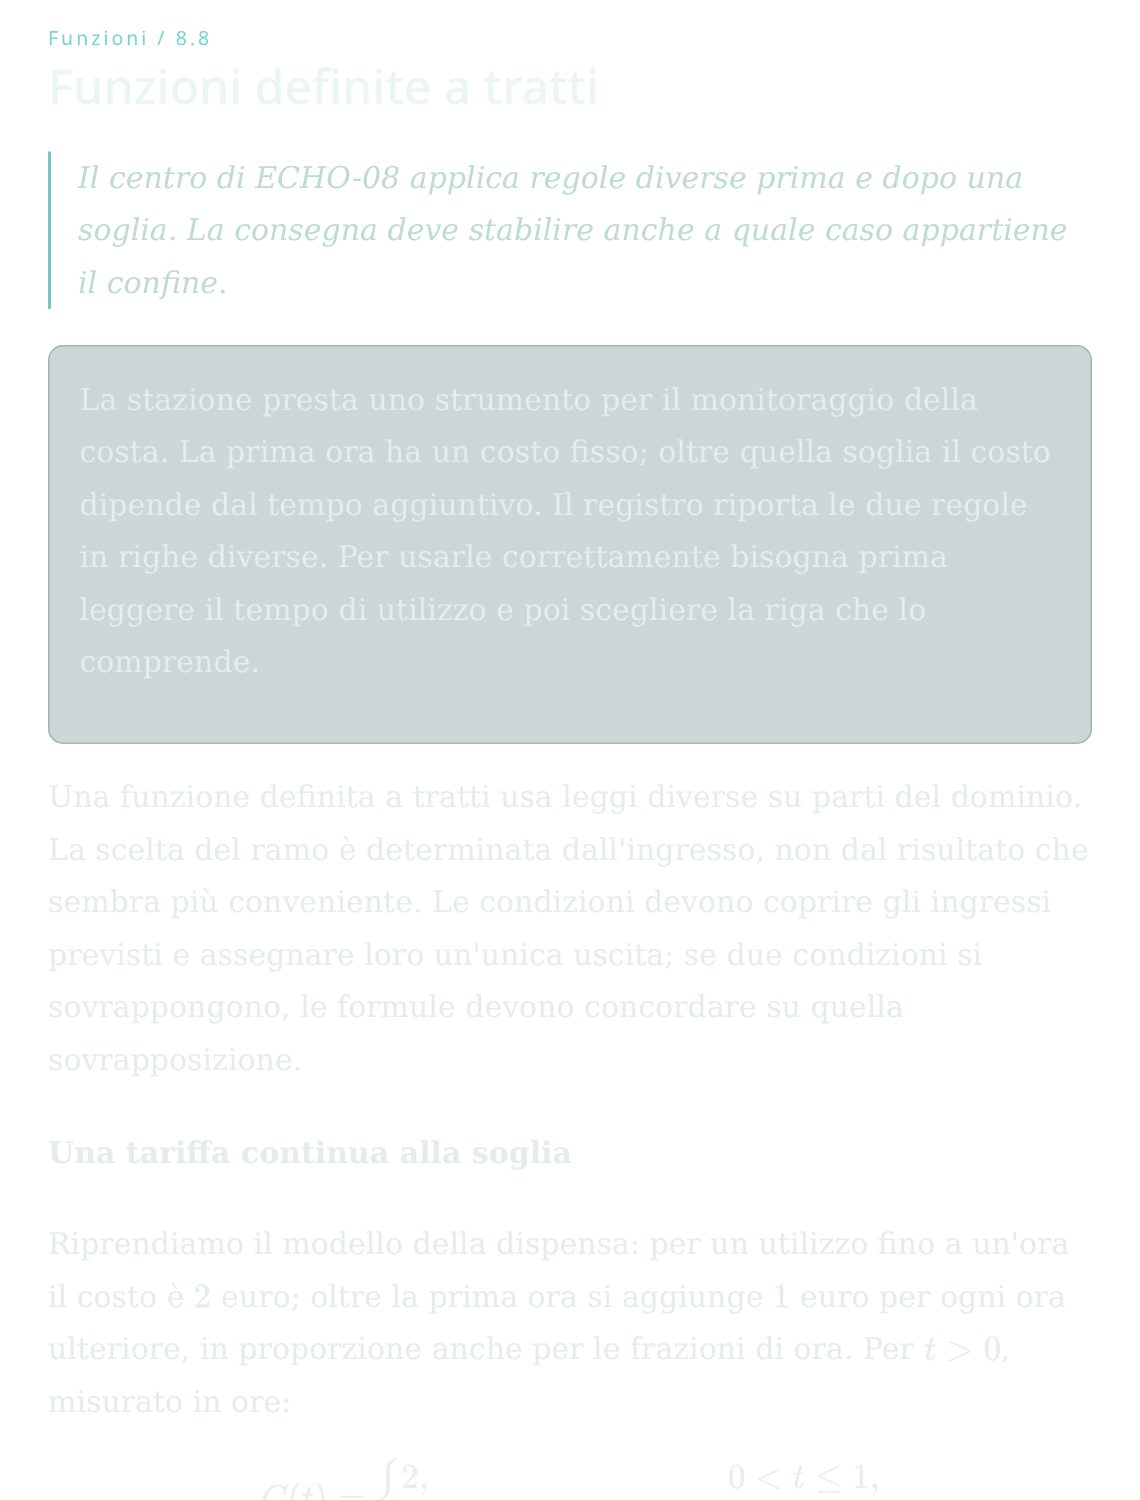 Funzioni / 8.8
Funzioni definite a tratti
Il centro di ECHO-08 applica regole diverse prima e dopo una
soglia. La consegna deve stabilire anche a quale caso appartiene
il confine.
La stazione presta uno strumento per il monitoraggio della
costa. La prima ora ha un costo fisso; oltre quella soglia il costo
dipende dal tempo aggiuntivo. Il registro riporta le due regole
in righe diverse. Per usarle correttamente bisogna prima
leggere il tempo di utilizzo e poi scegliere la riga che lo
comprende.
Una funzione definita a tratti usa leggi diverse su parti del dominio.
La scelta del ramo è determinata dall'ingresso, non dal risultato che
sembra più conveniente. Le condizioni devono coprire gli ingressi
previsti e assegnare loro un'unica uscita; se due condizioni si
sovrappongono, le formule devono concordare su quella
sovrapposizione.
Una tariffa continua alla soglia
Riprendiamo il modello della dispensa: per un utilizzo fino a un'ora
il costo è 2 euro; oltre la prima ora si aggiunge 1 euro per ogni ora
ulteriore, in proporzione anche per le frazioni di ora. Per t > 0,
misurato in ore:
C(t) = { 2, 0 < t ≤ 1,